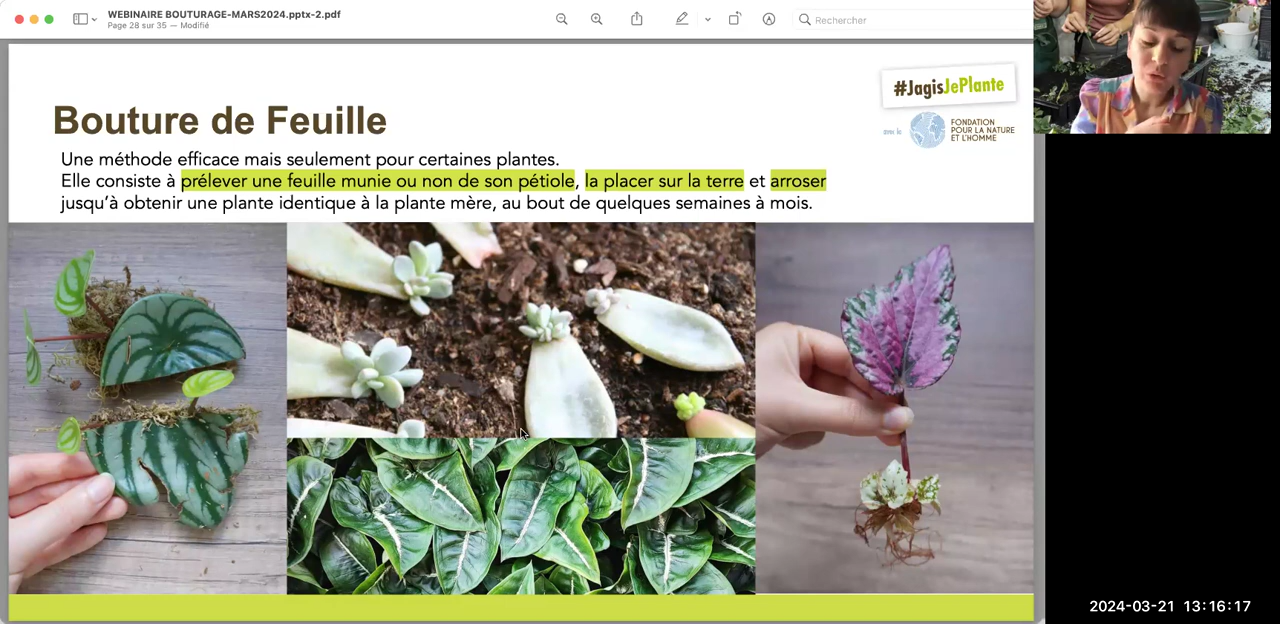 WEBINAIRE BOUTURAGE-MARS2024.pptx-2.pdf
Page 28 sur 35 — Modifié
Rechercher
#JagisJePlante
avec la
FONDATION
POUR LA NATURE
ET L'HOMME
Bouture de Feuille
Une méthode efficace mais seulement pour certaines plantes.
Elle consiste à prélever une feuille munie ou non de son pétiole, la placer sur la terre et arroser
jusqu'à obtenir une plante identique à la plante mère, au bout de quelques semaines à mois.
2024-03-21 13:16:17